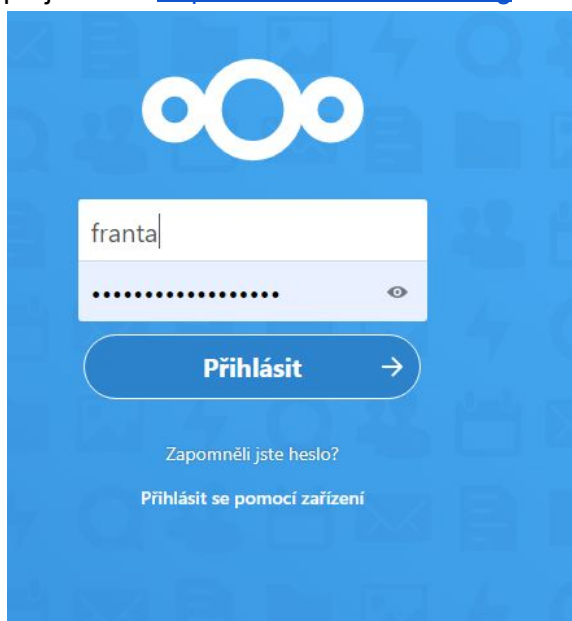 franta
••••••••••••••••••
Přihlásit
Zapomněli jste heslo?
Přihlásit se pomocí zařízení